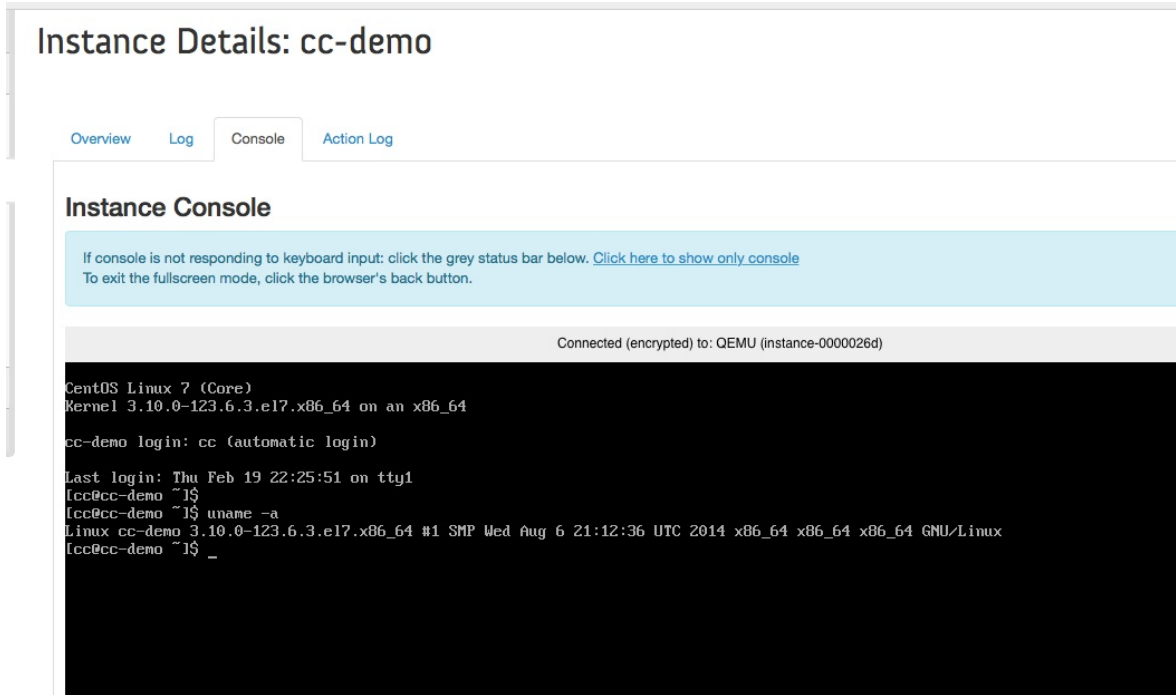 Instance Details: cc-demo
Overview Log Console Action Log
Instance Console
If console is not responding to keyboard input: click the grey status bar below. Click here to show only console
To exit the fullscreen mode, click the browser's back button.
Connected (encrypted) to: QEMU (instance-0000026d)
CentOS Linux 7 (Core)
Kernel 3.10.0-123.6.3.el7.x86_64 on an x86_64
cc-demo login: cc (automatic login)
Last login: Thu Feb 19 22:25:51 on tty1
[cc@cc-demo ~]$
[cc@cc-demo ~]$ uname -a
Linux cc-demo 3.10.0-123.6.3.el7.x86_64 #1 SMP Wed Aug 6 21:12:36 UTC 2014 x86_64 x86_64 x86_64 GNU/Linux
[cc@cc-demo ~]$ _